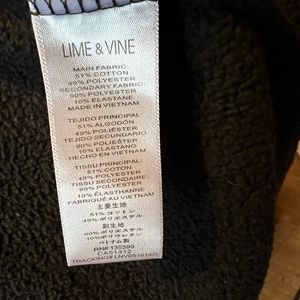 LIME & VINE
MAIN FABRIC:
51% COTTON
49% POLYESTER
SECONDARY FABRIC:
90% POLYESTER
10% ELASTANE
MADE IN VIETNAM
TEJIDO PRINCIPAL:
51% ALGODÓN
49% POLIÉSTER
TEJIDO SECUNDARIO
90% POLIÉSTER
10% ELASTANO
HECHO EN VIETNAM
TISSU PRINCIPAL:
51% COTON
49% POLYESTER
TISSU SECONDAIRE
90% POLYESTER
10% ÉLASTHANNE
FABRIQUÉ AU VIETNAM
主要生地
51% コットン
49% ポリエステル
副生地
90% ポリエステル
10% ポリウレタン
ベトナム製
RN# 135399
CA51312